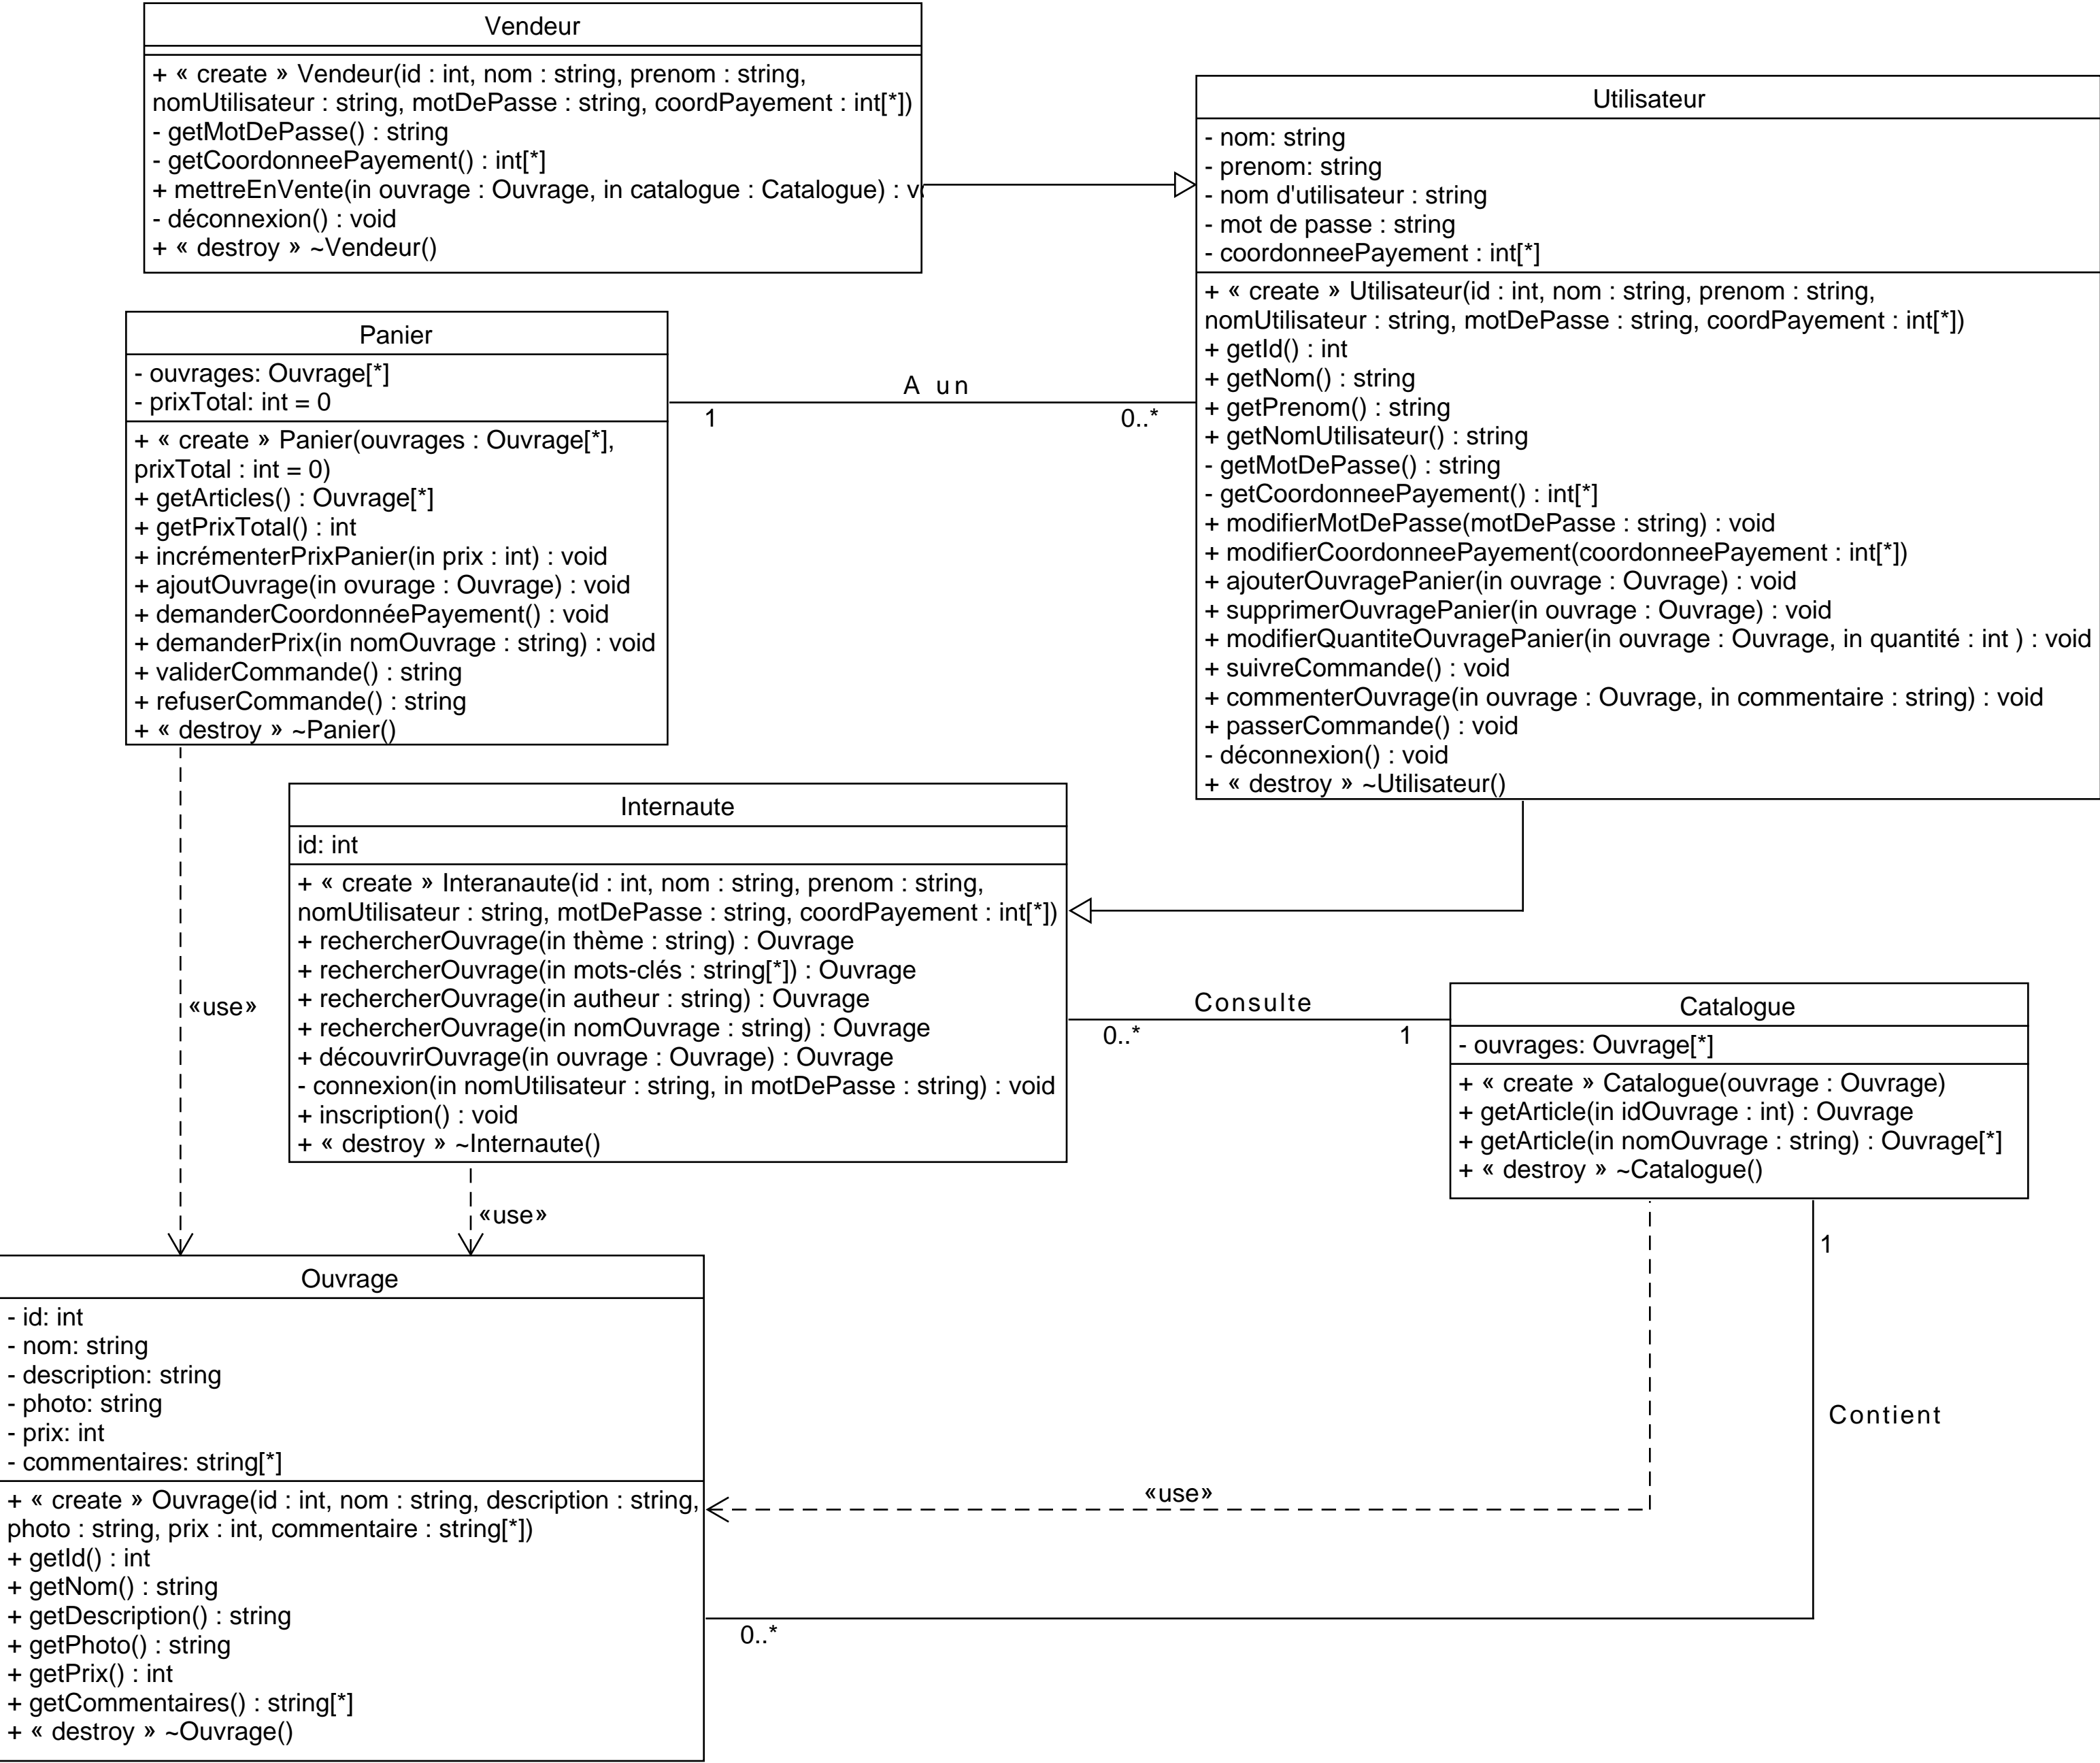 Vendeur
+ « create » Vendeur(id : int, nom : string, prenom : string,
nomUtilisateur : string, motDePasse : string, coordPayement : int[*])
- getMotDePasse() : string
- getCoordonneePayement() : int[*]
+ mettreEnVente(in ouvrage : Ouvrage, in catalogue : Catalogue) : v
- déconnexion() : void
+ « destroy » ~Vendeur()
Utilisateur
- nom: string
- prenom: string
- nom d'utilisateur : string
- mot de passe : string
- coordonneePayement : int[*]
+ « create » Utilisateur(id : int, nom : string, prenom : string,
nomUtilisateur : string, motDePasse : string, coordPayement : int[*])
+ getId() : int
+ getNom() : string
+ getPrenom() : string
+ getNomUtilisateur() : string
- getMotDePasse() : string
- getCoordonneePayement() : int[*]
+ modifierMotDePasse(motDePasse : string) : void
+ modifierCoordonneePayement(coordonneePayement : int[*])
+ ajouterOuvragePanier(in ouvrage : Ouvrage) : void
+ supprimerOuvragePanier(in ouvrage : Ouvrage) : void
+ modifierQuantiteOuvragePanier(in ouvrage : Ouvrage, in quantité : int ) : void
+ suivreCommande() : void
+ commenterOuvrage(in ouvrage : Ouvrage, in commentaire : string) : void
+ passerCommande() : void
- déconnexion() : void
+ « destroy » ~Utilisateur()
Panier
- ouvrages: Ouvrage[*]
- prixTotal: int = 0
+ « create » Panier(ouvrages : Ouvrage[*],
prixTotal : int = 0)
+ getArticles() : Ouvrage[*]
+ getPrixTotal() : int
+ incrémenterPrixPanier(in prix : int) : void
+ ajoutOuvrage(in ovurage : Ouvrage) : void
+ demanderCoordonnéePayement() : void
+ demanderPrix(in nomOuvrage : string) : void
+ validerCommande() : string
+ refuserCommande() : string
+ « destroy » ~Panier()
A un
1
0..*
Internaute
id: int
+ « create » Interanaute(id : int, nom : string, prenom : string,
nomUtilisateur : string, motDePasse : string, coordPayement : int[*])
+ rechercherOuvrage(in thème : string) : Ouvrage
+ rechercherOuvrage(in mots-clés : string[*]) : Ouvrage
+ rechercherOuvrage(in autheur : string) : Ouvrage
+ rechercherOuvrage(in nomOuvrage : string) : Ouvrage
+ découvrirOuvrage(in ouvrage : Ouvrage) : Ouvrage
- connexion(in nomUtilisateur : string, in motDePasse : string) : void
+ inscription() : void
+ « destroy » ~Internaute()
«use»
«use»
Consulte
0..*
1
Catalogue
- ouvrages: Ouvrage[*]
+ « create » Catalogue(ouvrage : Ouvrage)
+ getArticle(in idOuvrage : int) : Ouvrage
+ getArticle(in nomOuvrage : string) : Ouvrage[*]
+ « destroy » ~Catalogue()
1
Contient
«use»
0..*
Ouvrage
- id: int
- nom: string
- description: string
- photo: string
- prix: int
- commentaires: string[*]
+ « create » Ouvrage(id : int, nom : string, description : string,
photo : string, prix : int, commentaire : string[*])
+ getId() : int
+ getNom() : string
+ getDescription() : string
+ getPhoto() : string
+ getPrix() : int
+ getCommentaires() : string[*]
+ « destroy » ~Ouvrage()